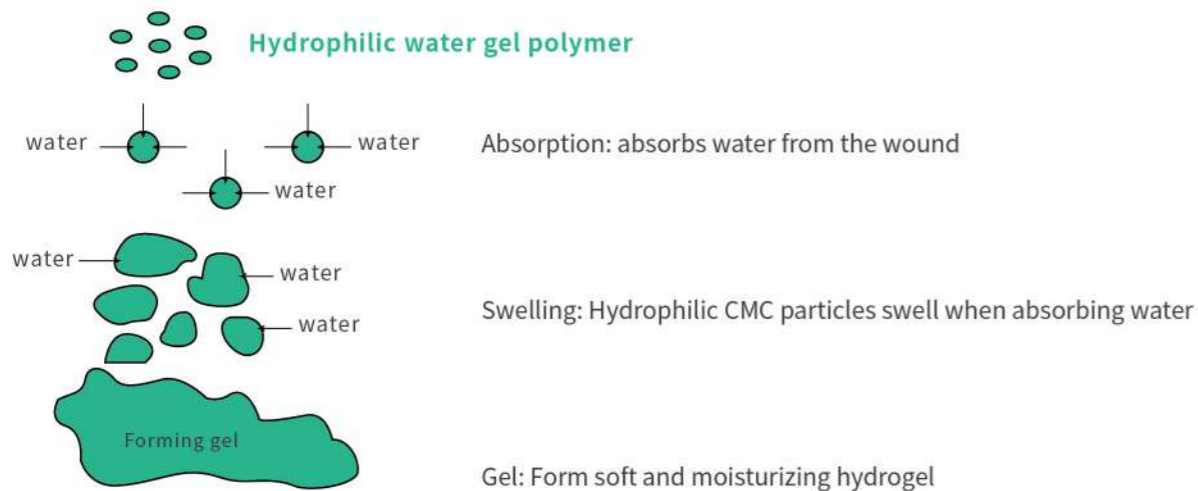 Hydrophilic water gel polymer
water
water
Absorption: absorbs water from the wound
water
water
water
Swelling: Hydrophilic CMC particles swell when absorbing water
water
Forming gel
Gel: Form soft and moisturizing hydrogel